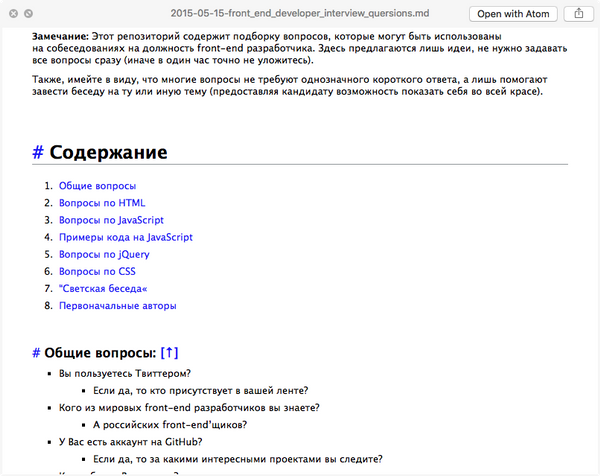 2015-05-15-front_end_developer_interview_quersions.md
Open with Atom
Замечание: Этот репозиторий содержит подборку вопросов, которые могут быть использованы
на собеседованиях на должность front-end разработчика. Здесь предлагаются лишь идеи, не нужно задавать
все вопросы сразу (иначе в один час точно не уложитесь).
Также, имейте в виду, что многие вопросы не требуют однозначного короткого ответа, а лишь помогают
завести беседу на ту или иную тему (предоставляя кандидату возможность показать себя во всей красе).
# Содержание
1. Общие вопросы
2. Вопросы по HTML
3. Вопросы по JavaScript
4. Примеры кода на JavaScript
5. Вопросы по jQuery
6. Вопросы по CSS
7. "Светская беседа«
8. Первоначальные авторы
# Общие вопросы: [↑]
▪ Вы пользуетесь Твиттером?
▪ Если да, то кто присутствует в вашей ленте?
▪ Кого из мировых front-end разработчиков вы знаете?
▪ А российских front-end’щиков?
▪ У Вас есть аккаунт на GitHub?
▪ Если да, то за какими интересными проектами вы следите?